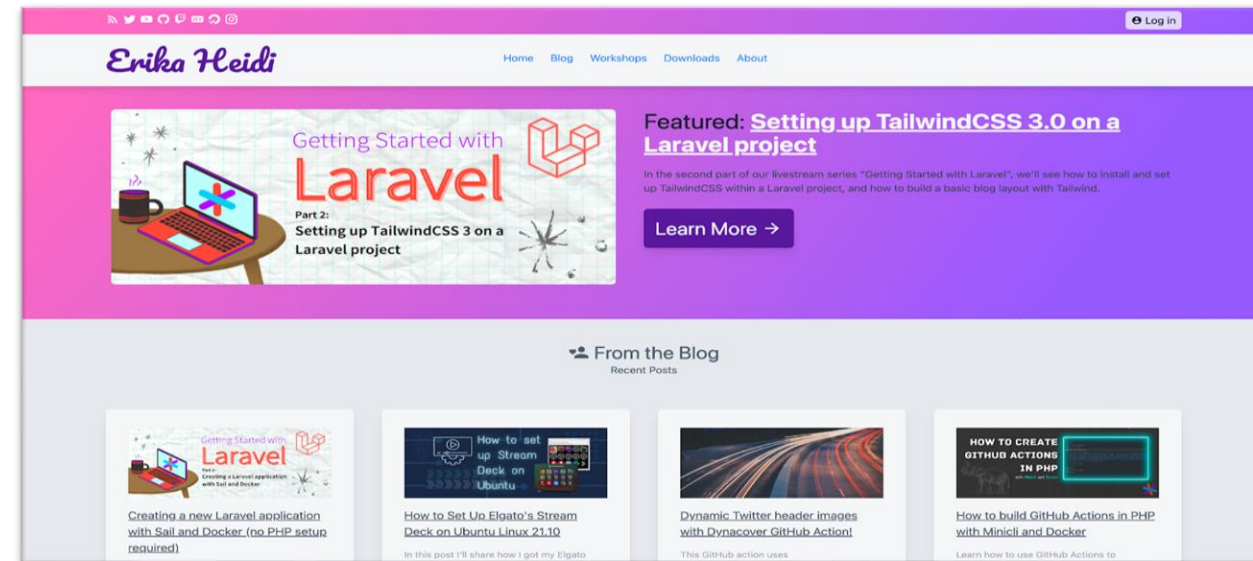 Log in
Erika Heidi
Home Blog Workshops Downloads About
Getting Started with
Laravel
Part 2:
Setting up TailwindCSS 3 on a
Laravel project
Featured: Setting up TailwindCSS 3.0 on a
Laravel project
In the second part of our livestream series "Getting Started with Laravel", we'll see how to install and set
up TailwindCSS within a Laravel project, and how to build a basic blog layout with Tailwind.
Learn More →
From the Blog
Recent Posts
Getting Started with
Laravel
Creating a Laravel application
with Sail and Docker
Creating a new Laravel application
with Sail and Docker (no PHP setup
required)
How to set
up Stream
Deck on
Ubuntu
How to Set Up Elgato's Stream
Deck on Ubuntu Linux 21.10
In this post I'll share how I got my Elgato
Dynamic Twitter header images
with Dynacover GitHub Action!
This GitHub action uses
HOW TO CREATE
GITHUB ACTIONS
IN PHP
How to build GitHub Actions in PHP
with Minicli and Docker
Learn how to use GitHub Actions to